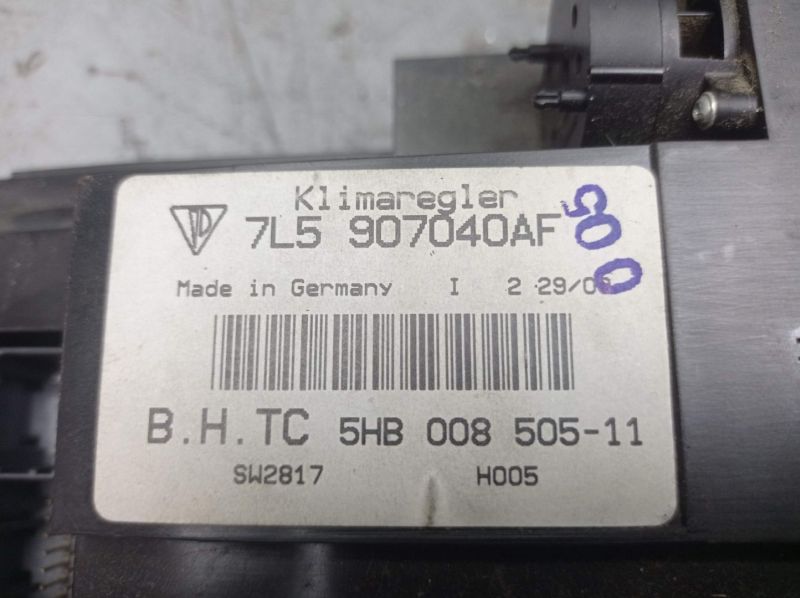 Klimaregler
7L5 907040AF
Made in Germany I 2 29/0
B.H.TC 5HB 008 505-11
SW2817 H005